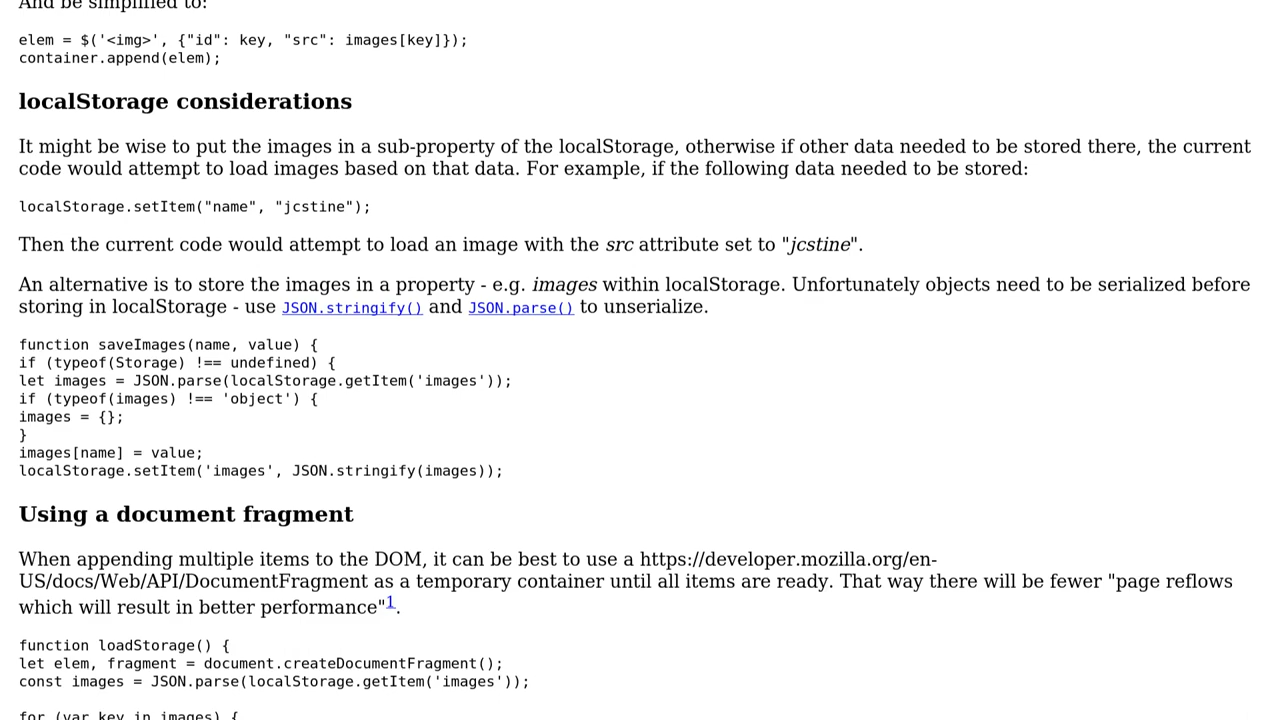 And be simplified to:
elem = $('<img>', {"id": key, "src": images[key]});
container.append(elem);
localStorage considerations
It might be wise to put the images in a sub-property of the localStorage, otherwise if other data needed to be stored there, the current
code would attempt to load images based on that data. For example, if the following data needed to be stored:
localStorage.setItem("name", "jcstine");
Then the current code would attempt to load an image with the src attribute set to "jcstine".
An alternative is to store the images in a property - e.g. images within localStorage. Unfortunately objects need to be serialized before
storing in localStorage - use JSON.stringify() and JSON.parse() to unserialize.
function saveImages(name, value) {
if (typeof(Storage) !== undefined) {
let images = JSON.parse(localStorage.getItem('images'));
if (typeof(images) !== 'object') {
images = {};
}
images[name] = value;
localStorage.setItem('images', JSON.stringify(images));
Using a document fragment
When appending multiple items to the DOM, it can be best to use a https://developer.mozilla.org/en-
US/docs/Web/API/DocumentFragment as a temporary container until all items are ready. That way there will be fewer "page reflows
which will result in better performance"1.
function loadStorage() {
let elem, fragment = document.createDocumentFragment();
const images = JSON.parse(localStorage.getItem('images'));
for (var key in images) {